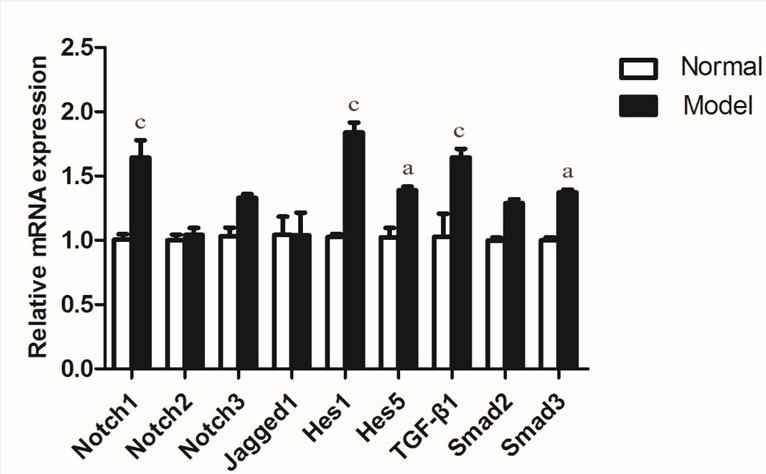 Relative mRNA expression
2.5
2.0
1.5
1.0
0.5
0.0
c
c
a
c
a
Normal
Model
Notch1
Notch2
Notch3
Jagged1
Hes1
Hes5
TGF-β1
Smad2
Smad3